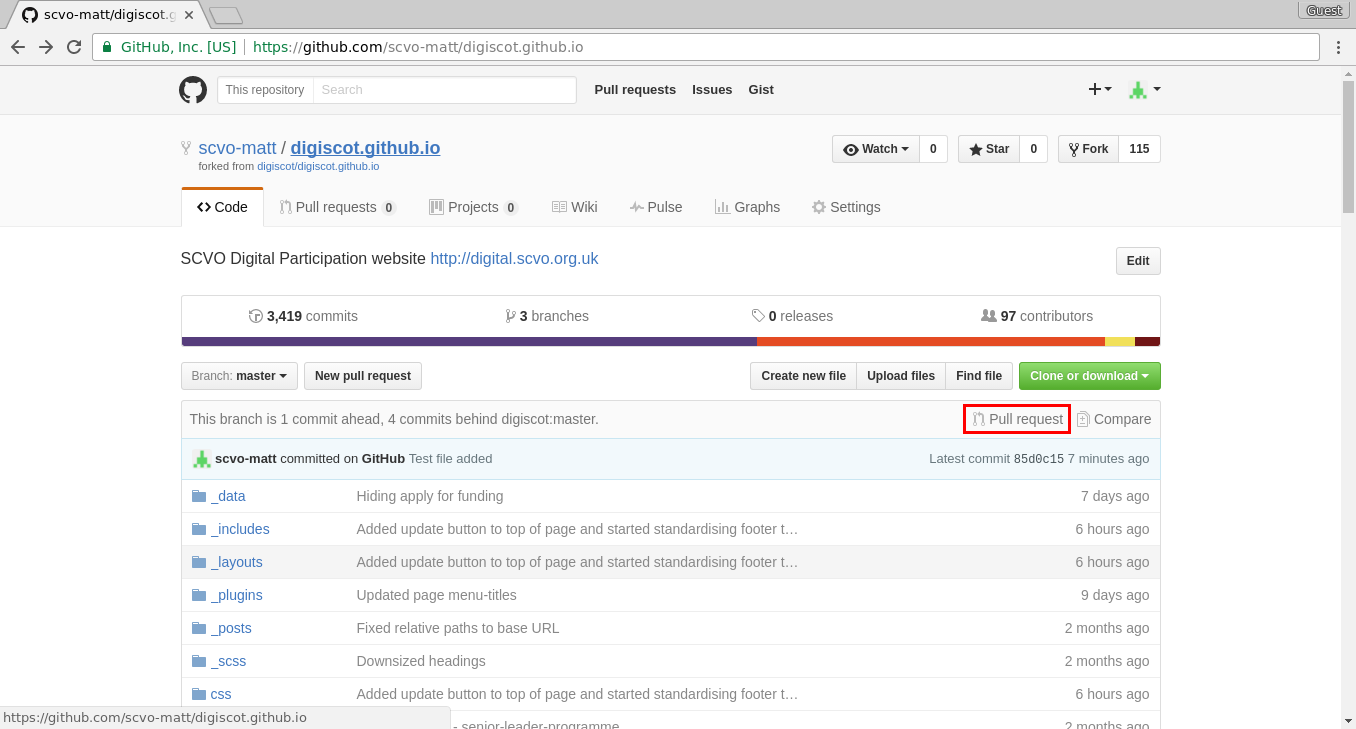 scvo-matt/digiscot.g
Guest
GitHub, Inc. [US] https://github.com/scvo-matt/digiscot.github.io
This repository Search Pull requests Issues Gist
scvo-matt / digiscot.github.io Watch 0 Star 0 Fork 115
forked from digiscot/digiscot.github.io
Code Pull requests 0 Projects 0 Wiki Pulse Graphs Settings
SCVO Digital Participation website http://digital.scvo.org.uk Edit
3,419 commits 3 branches 0 releases 97 contributors
Branch: master New pull request Create new file Upload files Find file Clone or download
This branch is 1 commit ahead, 4 commits behind digiscot:master. Pull request Compare
scvo-matt committed on GitHub Test file added Latest commit 85d0c15 7 minutes ago
_data Hiding apply for funding 7 days ago
_includes Added update button to top of page and started standardising footer t… 6 hours ago
_layouts Added update button to top of page and started standardising footer t… 6 hours ago
_plugins Updated page menu-titles 9 days ago
_posts Fixed relative paths to base URL 2 months ago
_scss Downsized headings 2 months ago
css Added update button to top of page and started standardising footer t… 6 hours ago
- senior-leader-programme 2 months ago
https://github.com/scvo-matt/digiscot.github.io